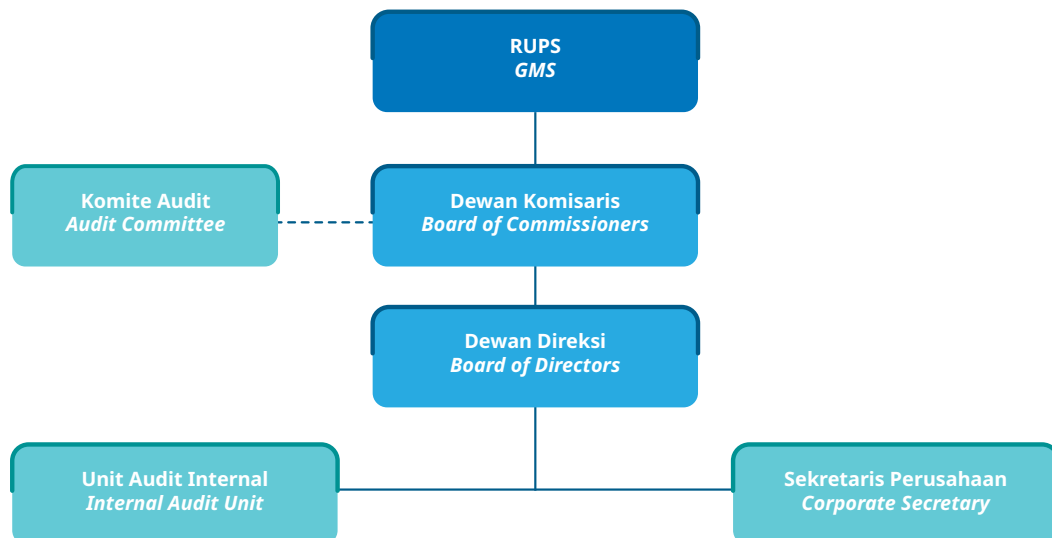 RUPS
GMS
Komite Audit
Audit Committee
Dewan Komisaris
Board of Commissioners
Dewan Direksi
Board of Directors
Unit Audit Internal
Internal Audit Unit
Sekretaris Perusahaan
Corporate Secretary